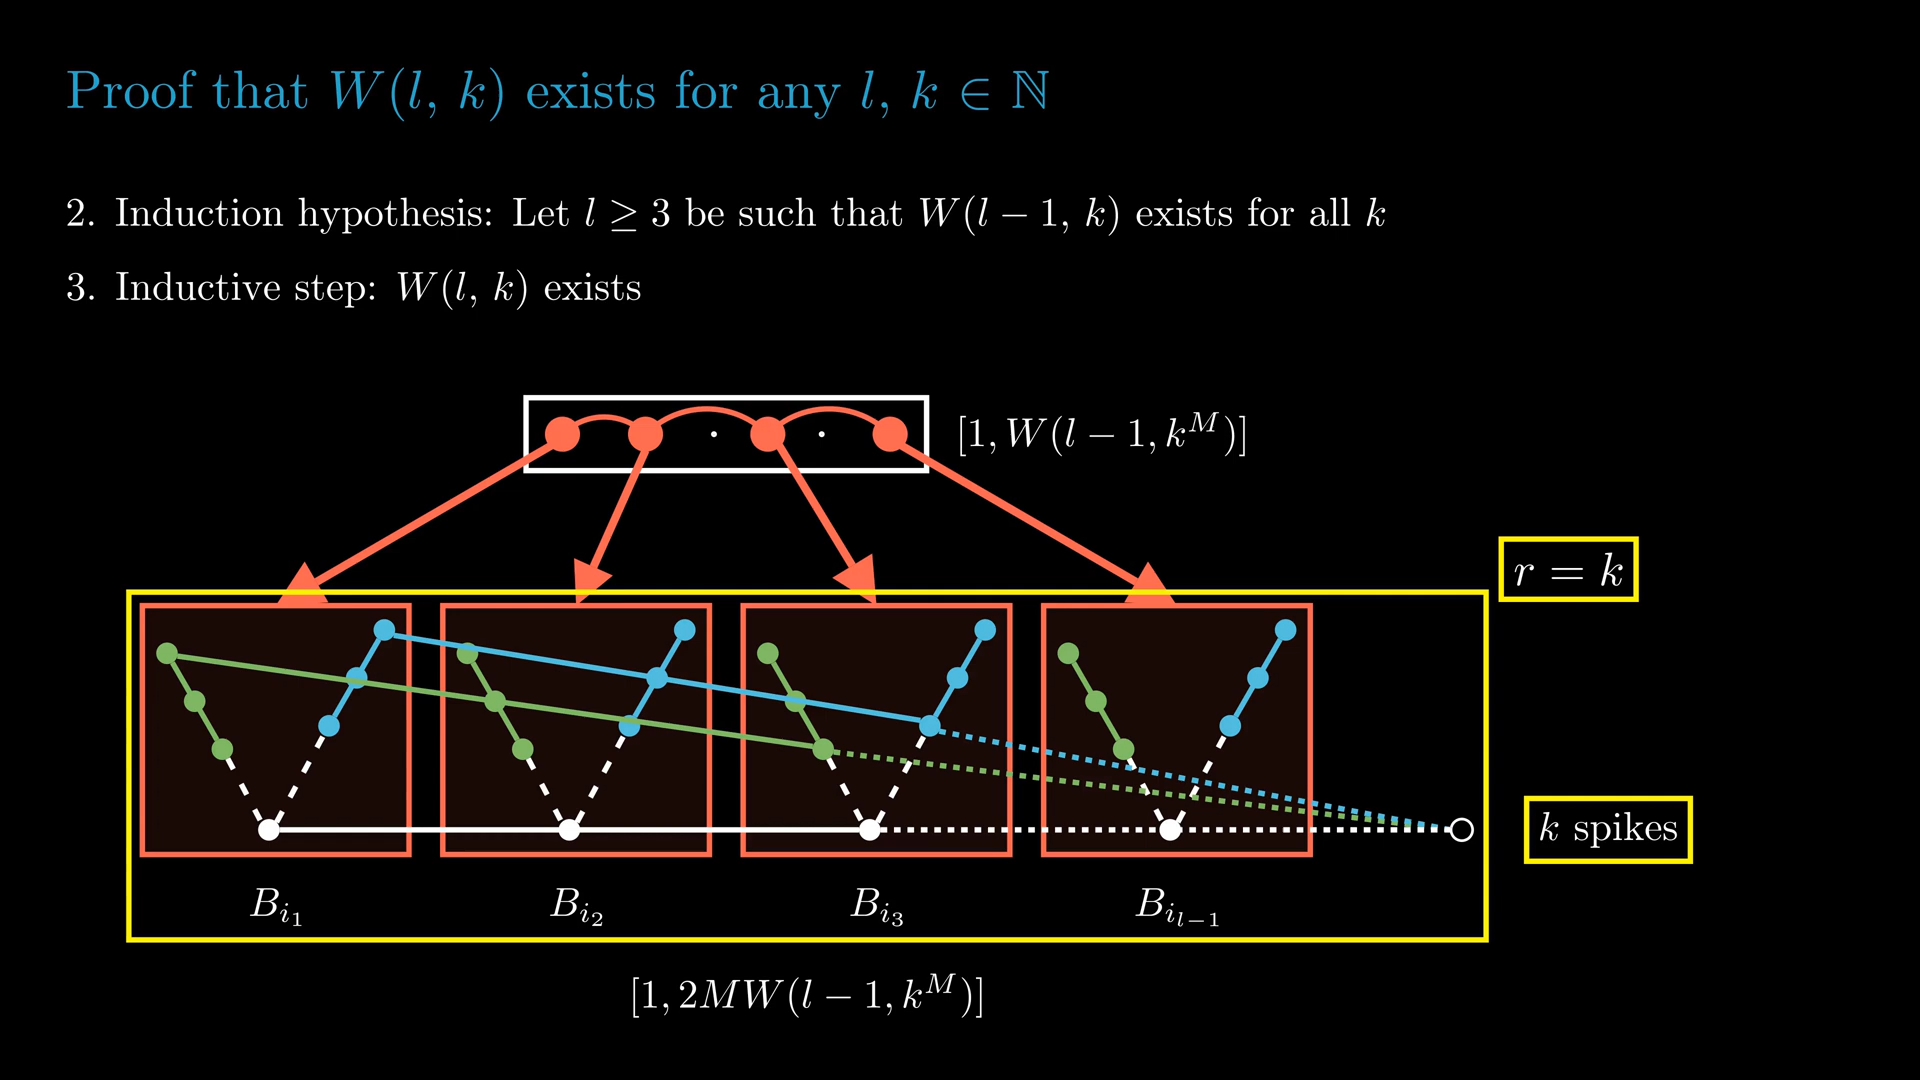 Proof that W(l, k) exists for any l, k ∈ ℕ
2. Induction hypothesis: Let l ≥ 3 be such that W(l − 1, k) exists for all k
3. Inductive step: W(l, k) exists
[1, W(l − 1, k^M)]
r = k
k spikes
B_{i_1}
B_{i_2}
B_{i_3}
B_{i_{l−1}}
[1, 2MW(l − 1, k^M)]